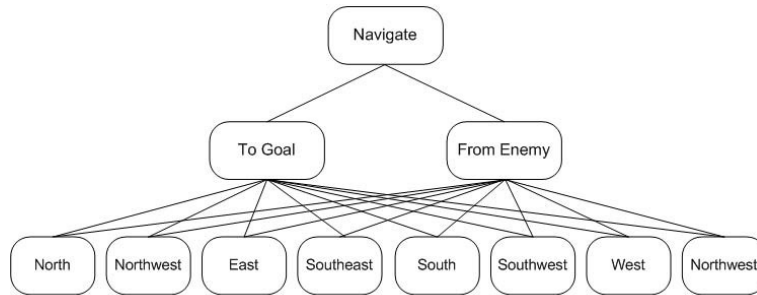 Navigate
To Goal
From Enemy
North
Northwest
East
Southeast
South
Southwest
West
Northwest